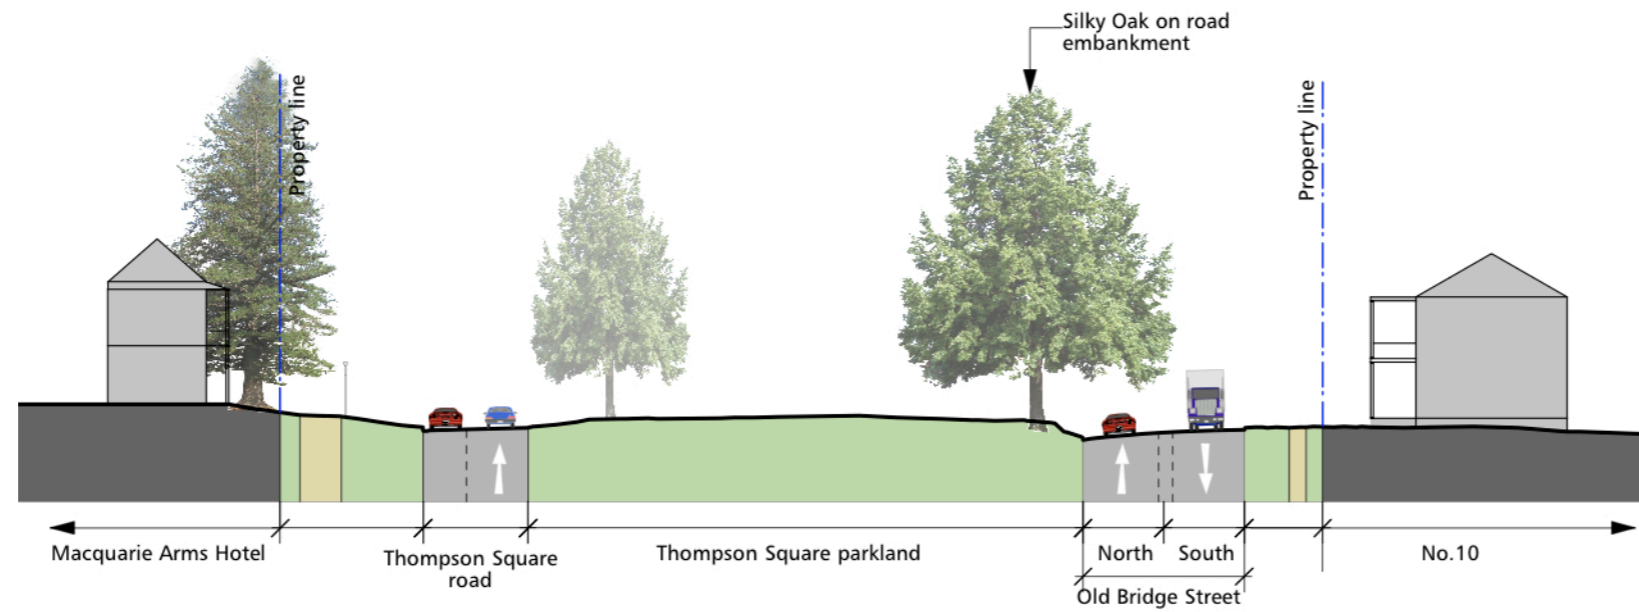 Silky Oak on road
embankment
Property line
Property line
Macquarie Arms Hotel
Thompson Square
road
Thompson Square parkland
North
South
No.10
Old Bridge Street